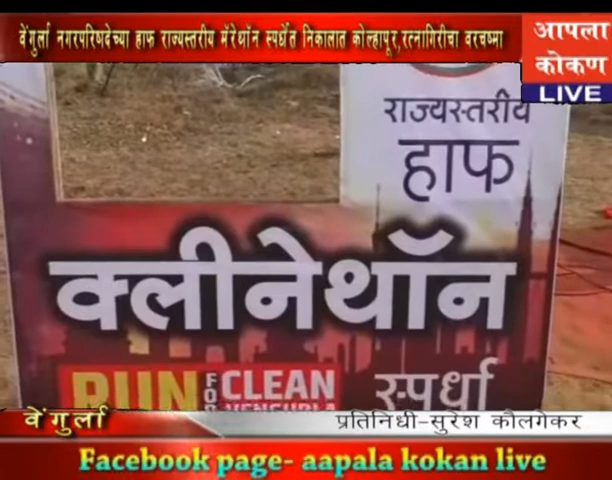 वेंगुर्ला नगरपरिषदेच्या हाफ राज्यस्तरीय मॅरेथॉन स्पर्धेत निकालात कोल्हापूर,रत्नागिरीचा वरचष्मा
आपला
कोकण
LIVE
राज्यस्तरीय
हाफ
क्लीनेथॉन
RUN FOR CLEAN
VENGURLA
स्पर्धा
वेंगुर्ला
प्रतिनिधी-सुरेश कौलगेकर
Facebook page- aapala kokan live